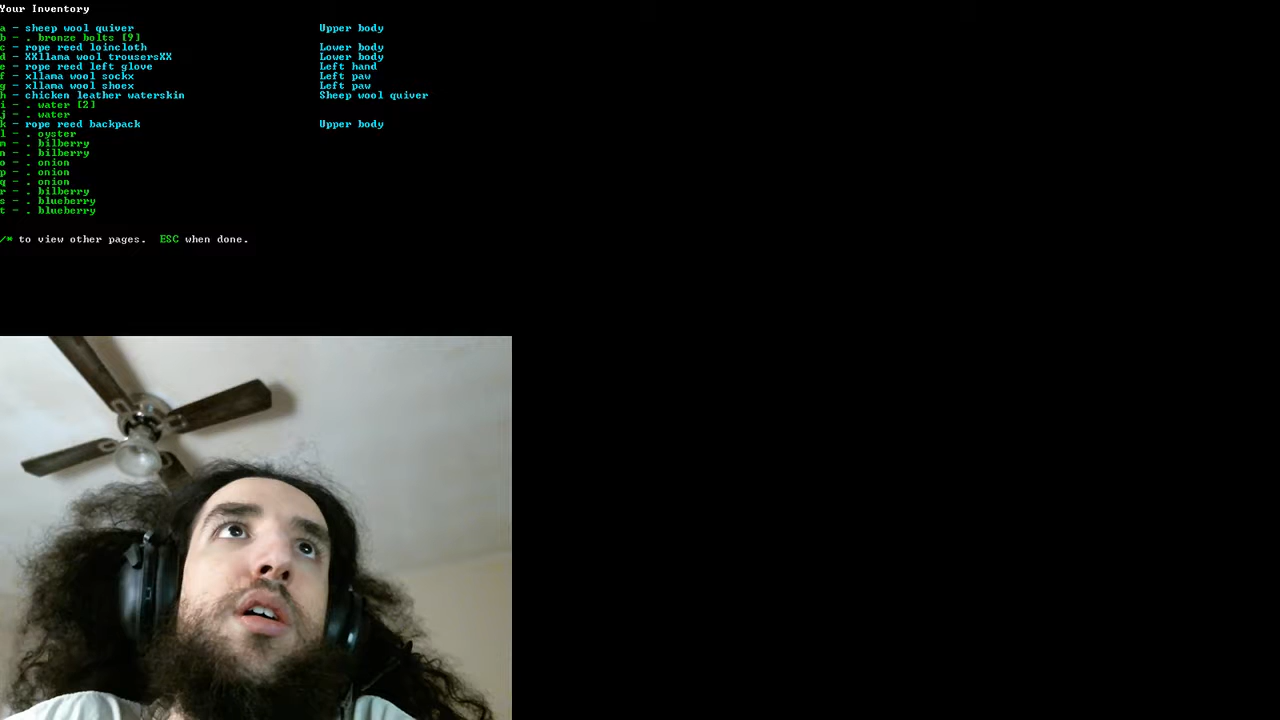 Your Inventory
a - sheep wool quiver Upper body
b - . bronze bolts [9]
c - rope reed loincloth Lower body
d - XXllama wool trousersXX Lower body
e - rope reed left glove Left hand
f - xllama wool sockx Left paw
g - xllama wool shoex Left paw
h - chicken leather waterskin Sheep wool quiver
i - . water [2]
j - . water
k - rope reed backpack Upper body
l - . oyster
m - . bilberry
n - . bilberry
o - . onion
p - . onion
q - . onion
r - . bilberry
s - . blueberry
t - . blueberry
/* to view other pages. ESC when done.